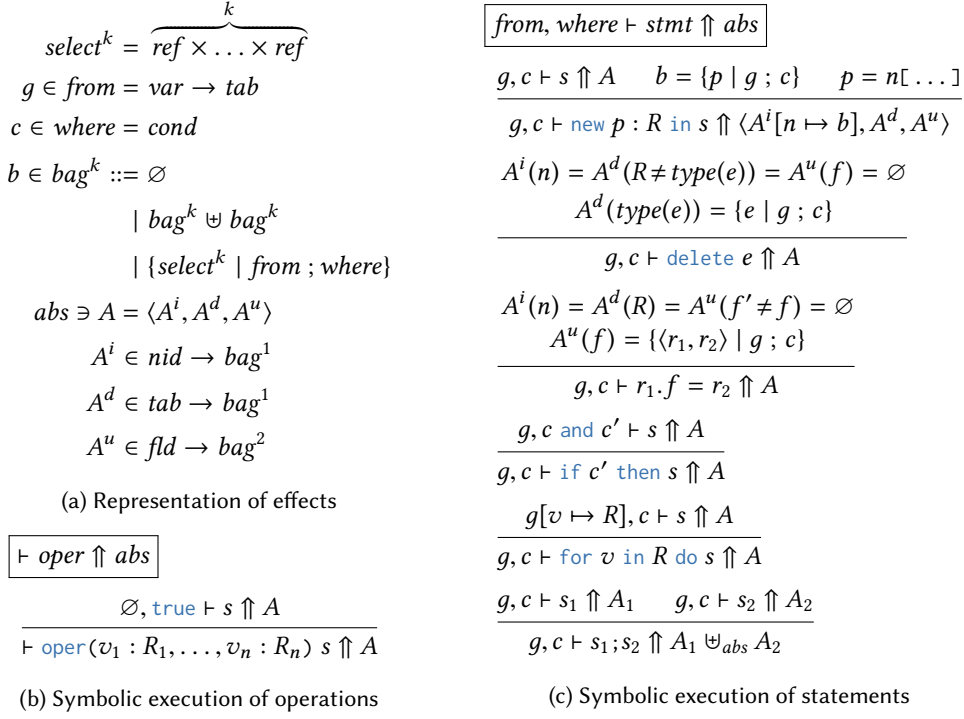 k
select^k = ref × … × ref
g ∈ from = var → tab
c ∈ where = cond
b ∈ bag^k ::= ∅
| bag^k ⊎ bag^k
| {select^k | from ; where}
abs ∋ A = ⟨A^i, A^d, A^u⟩
A^i ∈ nid → bag^1
A^d ∈ tab → bag^1
A^u ∈ fld → bag^2
(a) Representation of effects
⊢ oper ⇑ abs
∅, true ⊢ s ⇑ A
⊢ oper(v_1 : R_1, . . . , v_n : R_n) s ⇑ A
(b) Symbolic execution of operations
from, where ⊢ stmt ⇑ abs
g, c ⊢ s ⇑ A b = {p | g ; c} p = n[...]
g, c ⊢ new p : R in s ⇑ ⟨A^i[n ↦ b], A^d, A^u⟩
A^i(n) = A^d(R ≠ type(e)) = A^u(f) = ∅
A^d(type(e)) = {e | g ; c}
g, c ⊢ delete e ⇑ A
A^i(n) = A^d(R) = A^u(f′ ≠ f) = ∅
A^u(f) = {⟨r_1, r_2⟩ | g ; c}
g, c ⊢ r_1.f = r_2 ⇑ A
g, c and c′ ⊢ s ⇑ A
g, c ⊢ if c′ then s ⇑ A
g[v ↦ R], c ⊢ s ⇑ A
g, c ⊢ for v in R do s ⇑ A
g, c ⊢ s_1 ⇑ A_1 g, c ⊢ s_2 ⇑ A_2
g, c ⊢ s_1;s_2 ⇑ A_1 ⊎_abs A_2
(c) Symbolic execution of statements